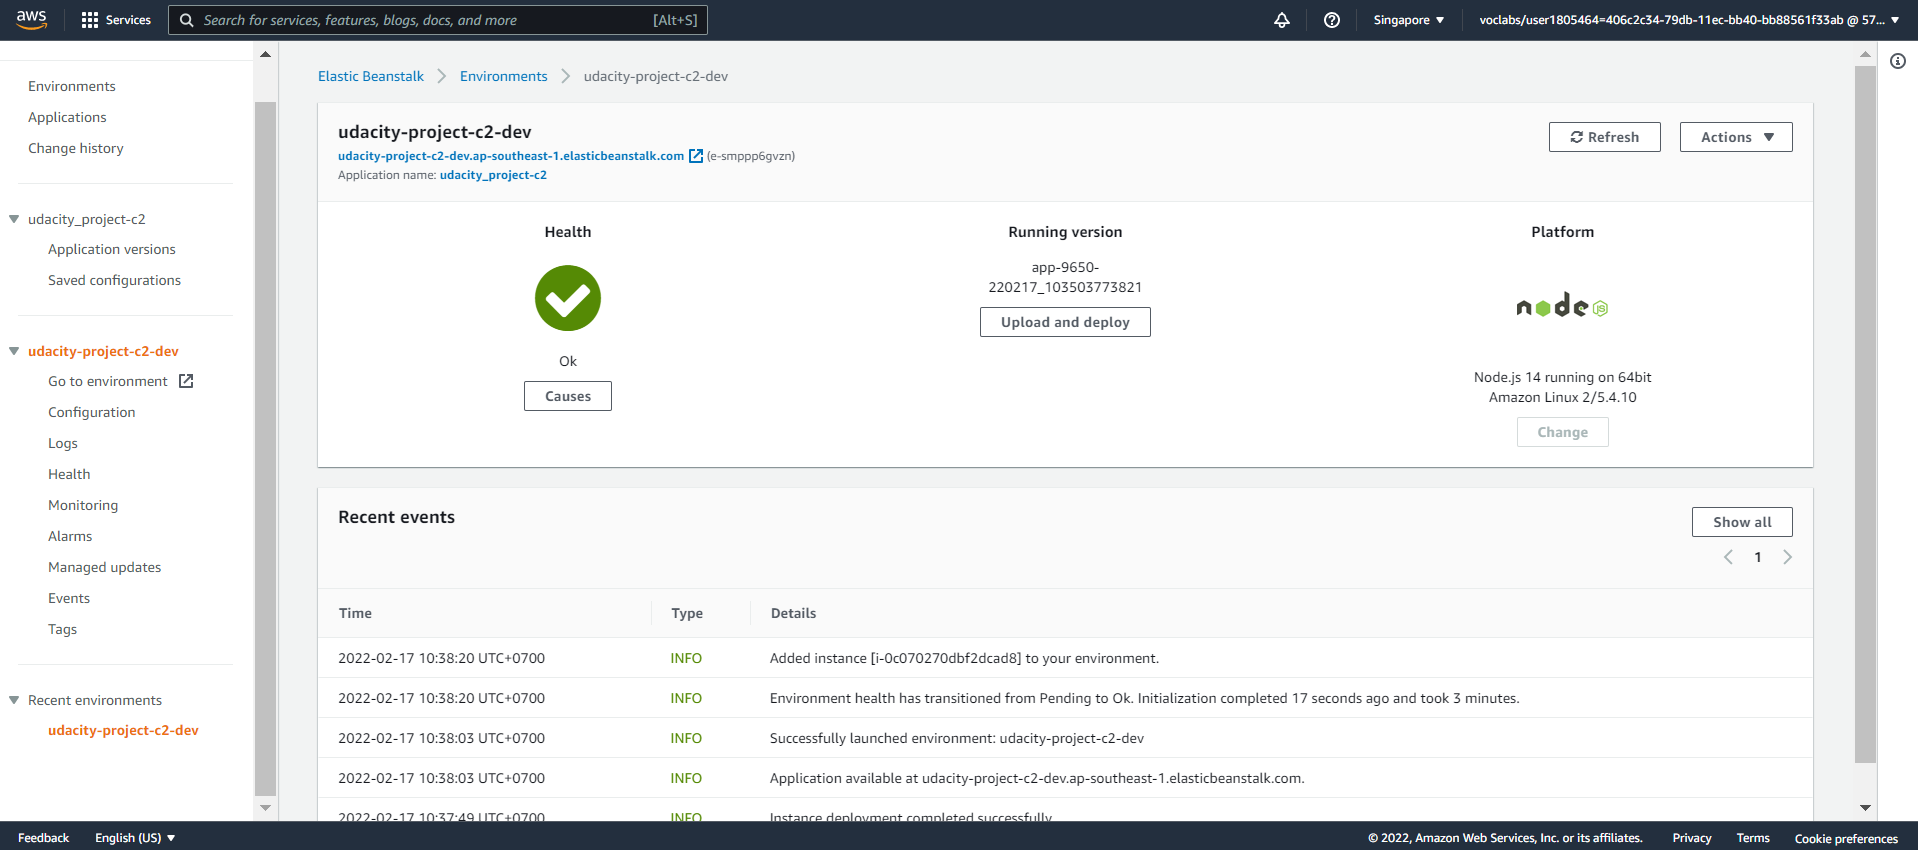 aws
Services
Search for services, features, blogs, docs, and more
[Alt+S]
Singapore
voclabs/user1805464=406c2c34-79db-11ec-bb40-bb88561f33ab @ 57...
Environments
Applications
Change history
udacity_project-c2
Application versions
Saved configurations
udacity-project-c2-dev
Go to environment
Configuration
Logs
Health
Monitoring
Alarms
Managed updates
Events
Tags
Recent environments
udacity-project-c2-dev
Elastic Beanstalk
Environments
udacity-project-c2-dev
udacity-project-c2-dev
udacity-project-c2-dev.ap-southeast-1.elasticbeanstalk.com (e-smppp6gvzn)
Application name: udacity_project-c2
Refresh
Actions
Health
Ok
Causes
Running version
app-9650-
220217_103503773821
Upload and deploy
Platform
node JS
Node.js 14 running on 64bit
Amazon Linux 2/5.4.10
Change
Recent events
Show all
1
Time Type Details
2022-02-17 10:38:20 UTC+0700 INFO Added instance [i-0c070270dbf2dcad8] to your environment.
2022-02-17 10:38:20 UTC+0700 INFO Environment health has transitioned from Pending to Ok. Initialization completed 17 seconds ago and took 3 minutes.
2022-02-17 10:38:03 UTC+0700 INFO Successfully launched environment: udacity-project-c2-dev
2022-02-17 10:38:03 UTC+0700 INFO Application available at udacity-project-c2-dev.ap-southeast-1.elasticbeanstalk.com.
2022-02-17 10:37:49 UTC+0700 INFO Instance deployment completed successfully.
Feedback
English (US)
© 2022, Amazon Web Services, Inc. or its affiliates.
Privacy
Terms
Cookie preferences